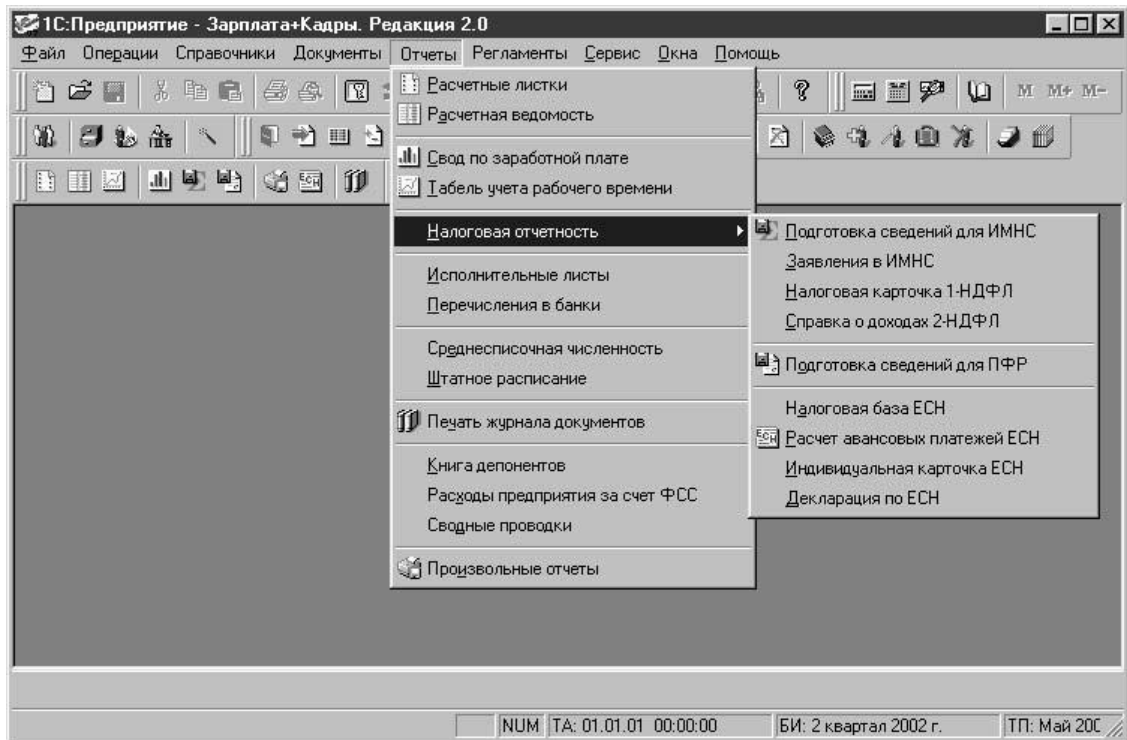 1С:Предприятие - Зарплата+Кадры. Редакция 2.0
Файл Операции Справочники Документы Отчеты Регламенты Сервис Окна Помощь
M M+ M-
Расчетные листки
Расчетная ведомость
Свод по заработной плате
Табель учета рабочего времени
Налоговая отчетность
Исполнительные листы
Перечисления в банки
Среднесписочная численность
Штатное расписание
Печать журнала документов
Книга депонентов
Расходы предприятия за счет ФСС
Сводные проводки
Произвольные отчеты
Подготовка сведений для ИМНС
Заявления в ИМНС
Налоговая карточка 1-НДФЛ
Справка о доходах 2-НДФЛ
Подготовка сведений для ПФР
Налоговая база ЕСН
Расчет авансовых платежей ЕСН
Индивидуальная карточка ЕСН
Декларация по ЕСН
NUM TA: 01.01.01 00:00:00 БИ: 2 квартал 2002 г. ТП: Май 200